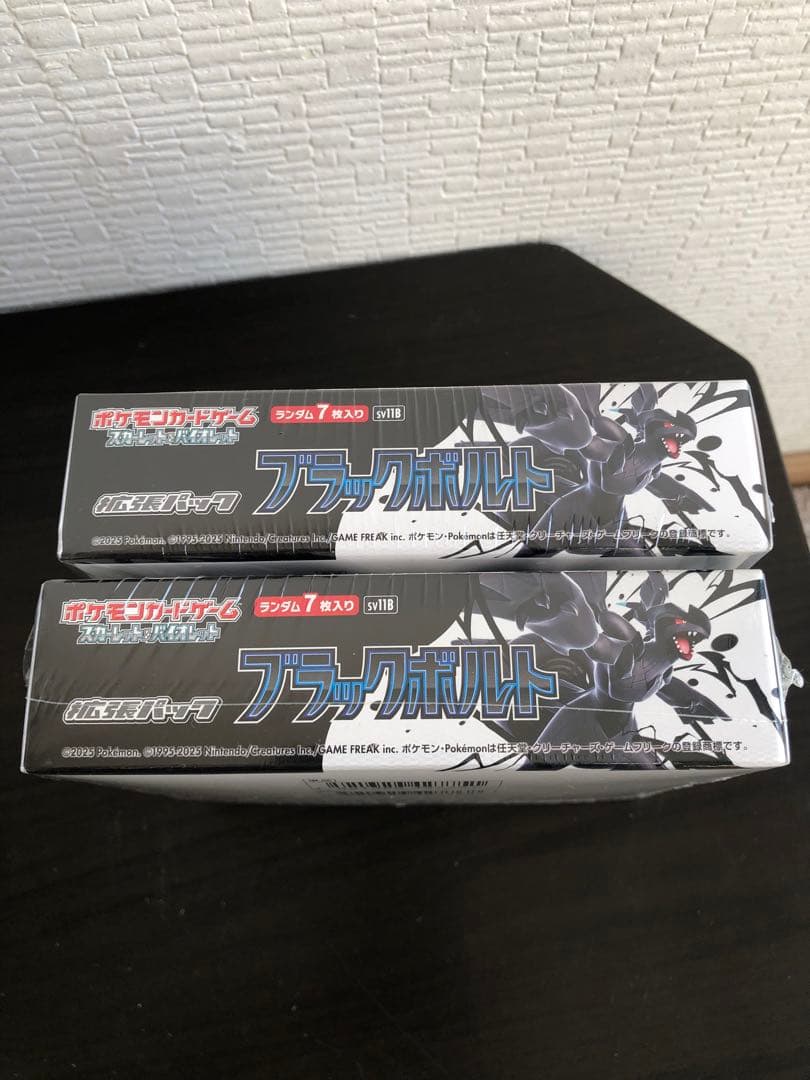 ポケモンカードゲーム
スカーレット&バイオレット
ランダム7枚入り sv11B
拡張パック
ブラックボルト
©2025 Pokémon. ©1995-2025 Nintendo/Creatures Inc./GAME FREAK inc. ポケモン・Pokémonは任天堂・クリーチャーズ・ゲームフリークの登録商標です。
ポケモンカードゲーム
スカーレット&バイオレット
ランダム7枚入り sv11B
拡張パック
ブラックボルト
©2025 Pokémon. ©1995-2025 Nintendo/Creatures Inc./GAME FREAK inc. ポケモン・Pokémonは任天堂・クリーチャーズ・ゲームフリークの登録商標です。